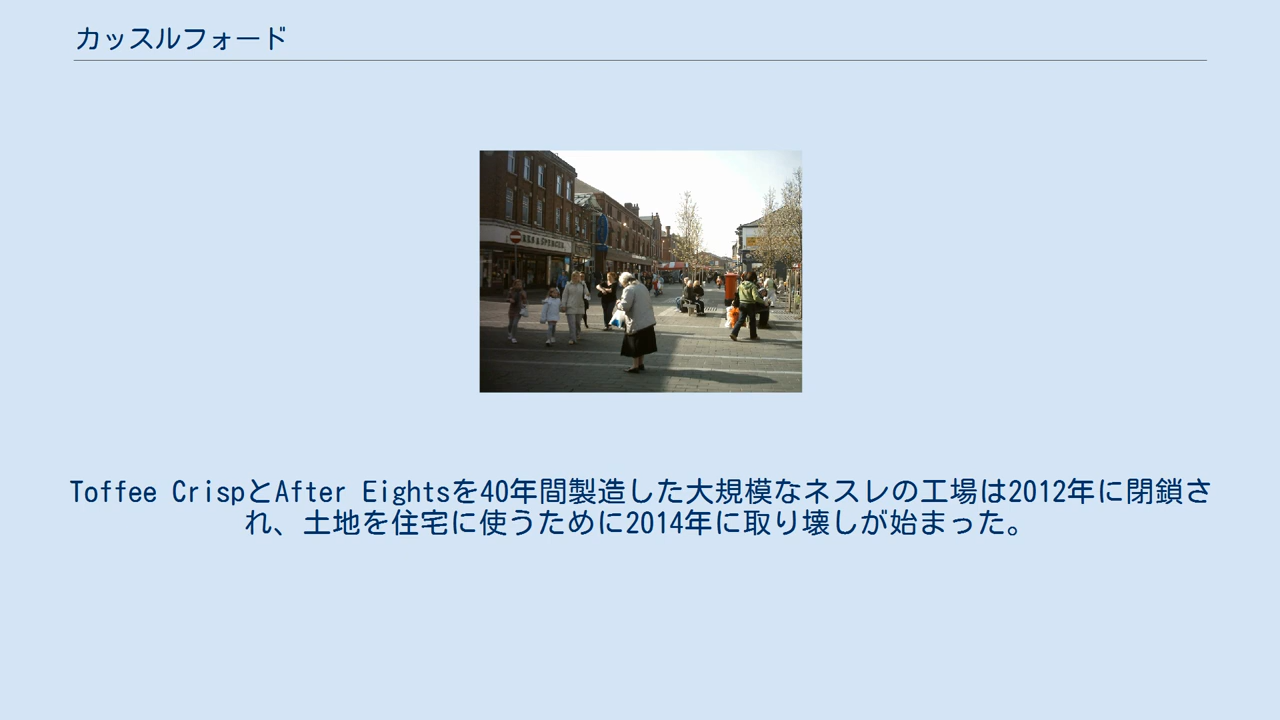 カッスルフォード
KS & SPENCER
Toffee CrispとAfter Eightsを40年間製造した大規模なネスレの工場は2012年に閉鎖さ
れ、土地を住宅に使うために2014年に取り壊しが始まった。